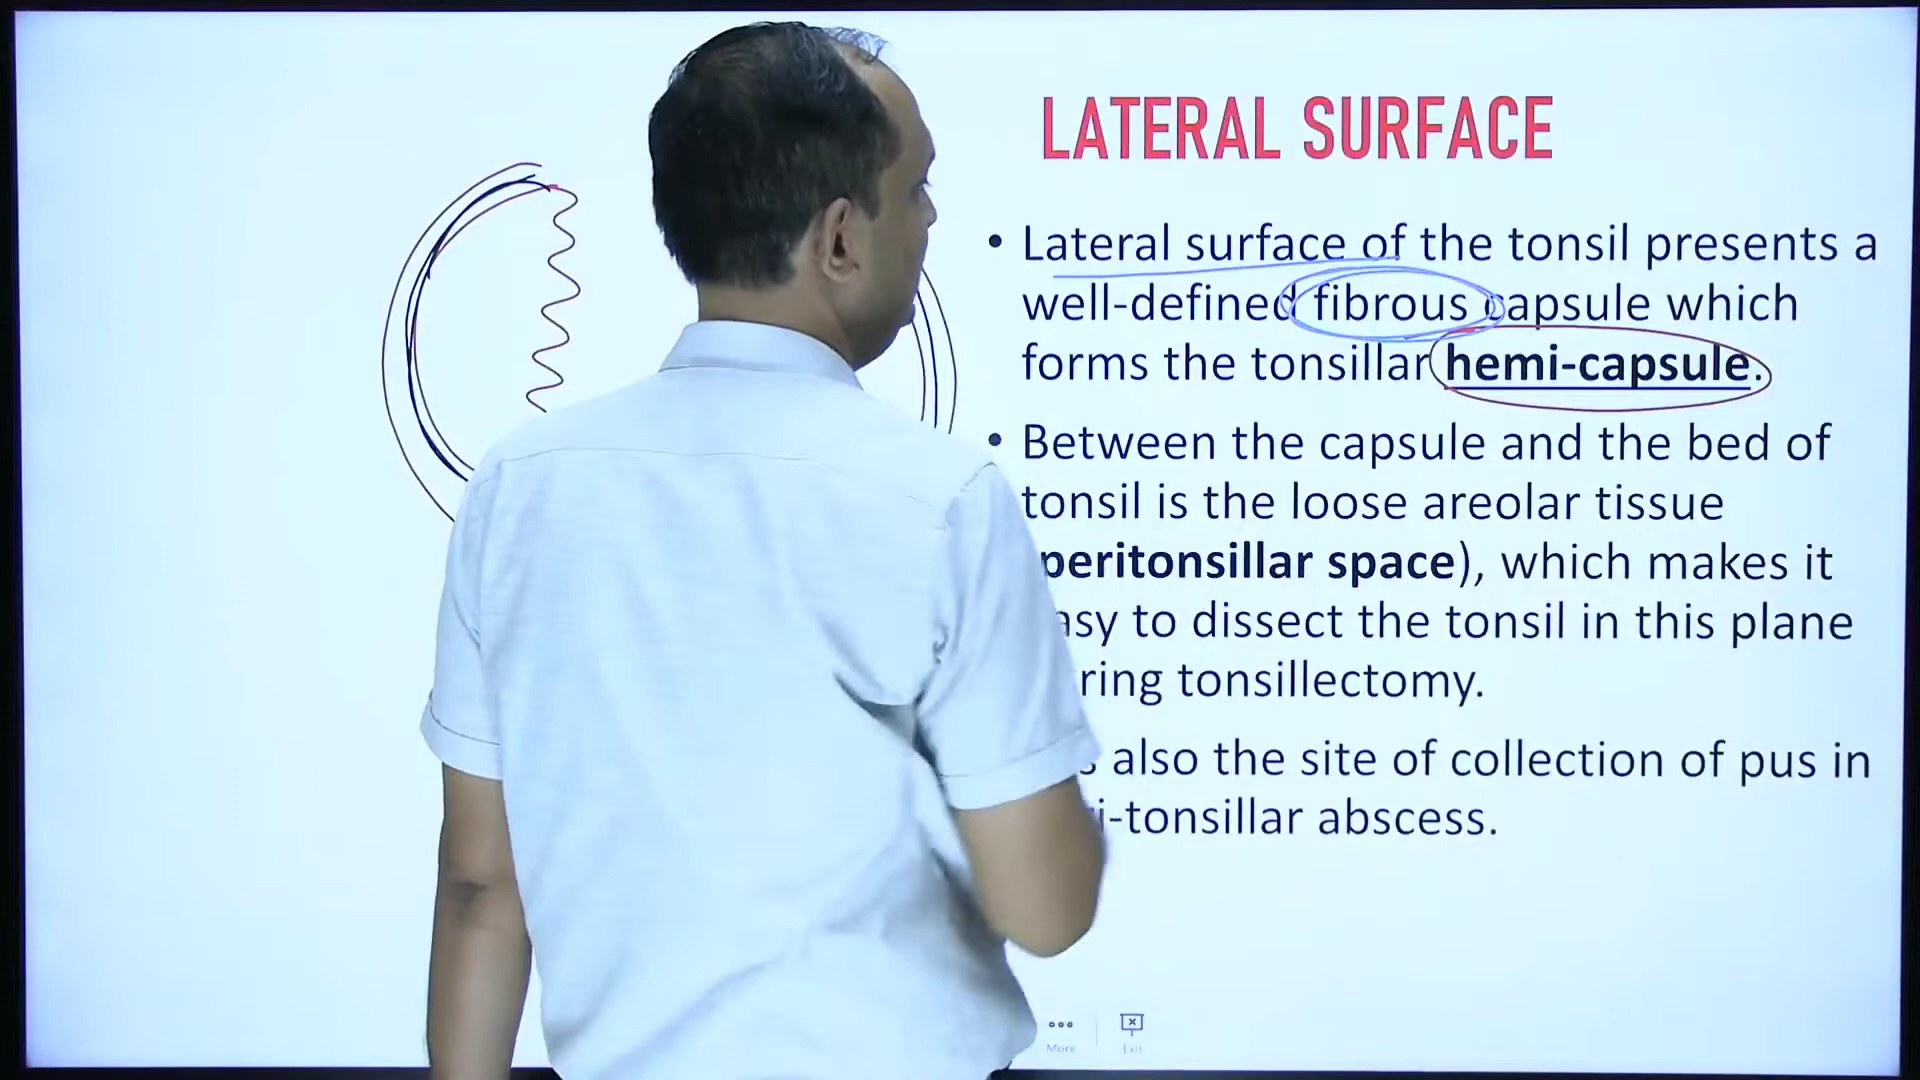 LATERAL SURFACE
• Lateral surface of the tonsil presents a
well-defined fibrous capsule which
forms the tonsillar hemi-capsule.
• Between the capsule and the bed of
tonsil is the loose areolar tissue
peritonsillar space), which makes it
to dissect the tonsil in this plane
tonsillectomy.
also the site of collection of pus in
-tonsillar abscess.
More
Exit